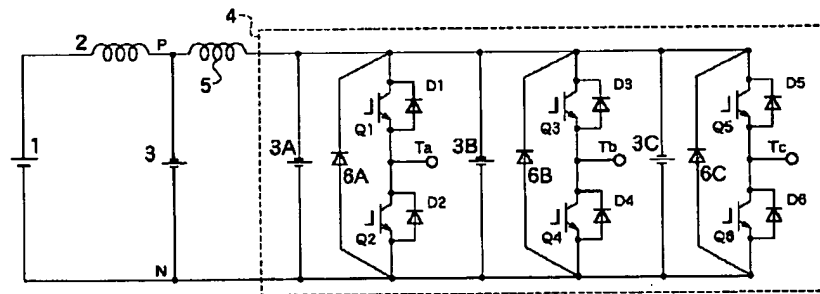 4
2 P
5
D1 D3 D5
Q1 Q3 Q5
1 3 3A 6A Ta 3B 6B Tb 3C 6C Tc
D2 D4 D6
Q2 Q4 Q6
N